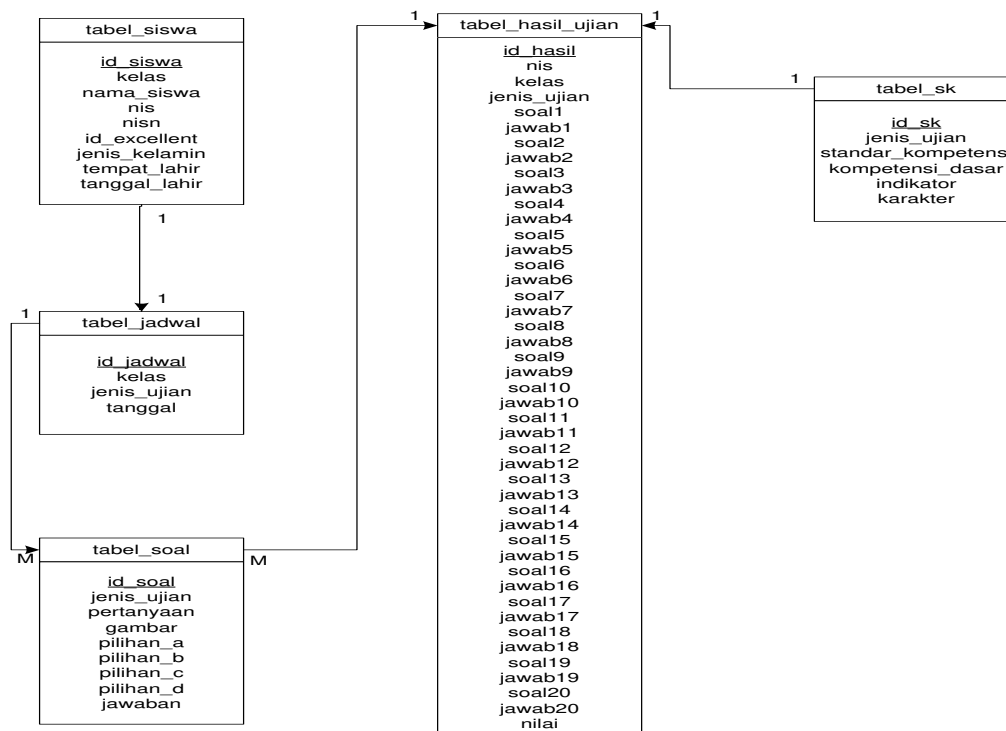 tabel_siswa
id_siswa
kelas
nama_siswa
nis
nisn
id_excellent
jenis_kelamin
tempat_lahir
tanggal_lahir
1
1
tabel_jadwal
id_jadwal
kelas
jenis_ujian
tanggal
1
M
tabel_soal
id_soal
jenis_ujian
pertanyaan
gambar
pilihan_a
pilihan_b
pilihan_c
pilihan_d
jawaban
M
1
tabel_hasil_ujian
id_hasil
nis
kelas
jenis_ujian
soal1
jawab1
soal2
jawab2
soal3
jawab3
soal4
jawab4
soal5
jawab5
soal6
jawab6
soal7
jawab7
soal8
jawab8
soal9
jawab9
soal10
jawab10
soal11
jawab11
soal12
jawab12
soal13
jawab13
soal14
jawab14
soal15
jawab15
soal16
jawab16
soal17
jawab17
soal18
jawab18
soal19
jawab19
soal20
jawab20
nilai
1
1
tabel_sk
id_sk
jenis_ujian
standar_kompetens
kompetensi_dasar
indikator
karakter